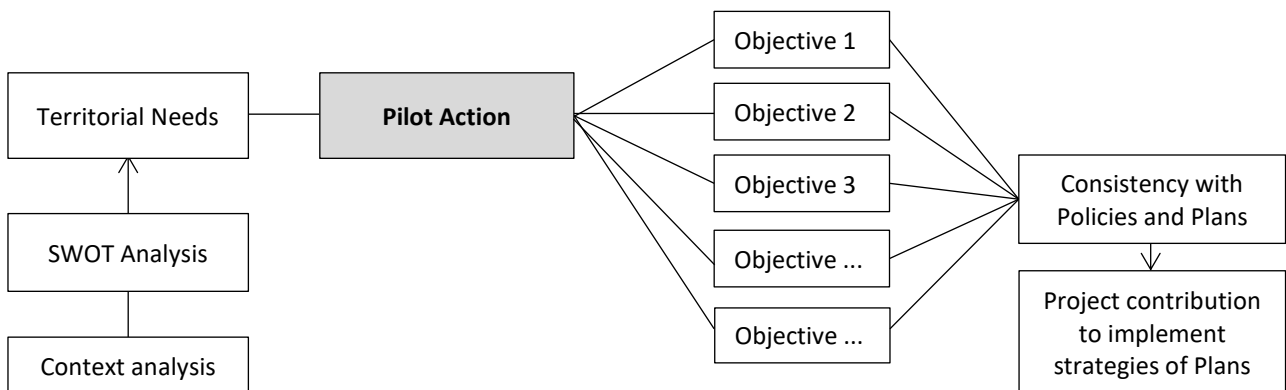 Territorial Needs
SWOT Analysis
Context analysis
Pilot Action
Objective 1
Objective 2
Objective 3
Objective ...
Objective ...
Consistency with
Policies and Plans
Project contribution
to implement
strategies of Plans